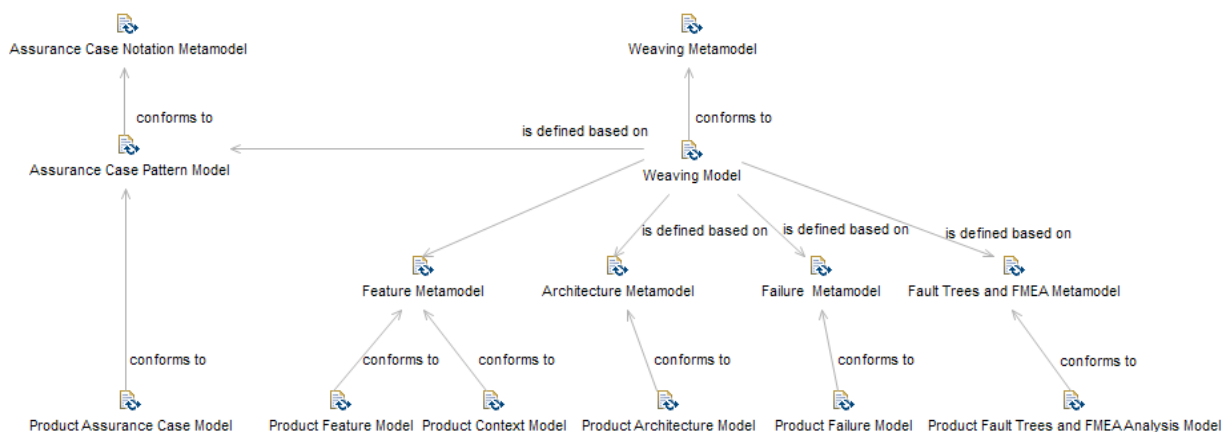 Assurance Case Notation Metamodel
Weaving Metamodel
conforms to
conforms to
is defined based on
Assurance Case Pattern Model
Weaving Model
is defined based on
is defined based on
is defined based on
Feature Metamodel
Architecture Metamodel
Failure Metamodel
Fault Trees and FMEA Metamodel
conforms to
conforms to
conforms to
conforms to
conforms to
conforms to
Product Assurance Case Model
Product Feature Model
Product Context Model
Product Architecture Model
Product Failure Model
Product Fault Trees and FMEA Analysis Model